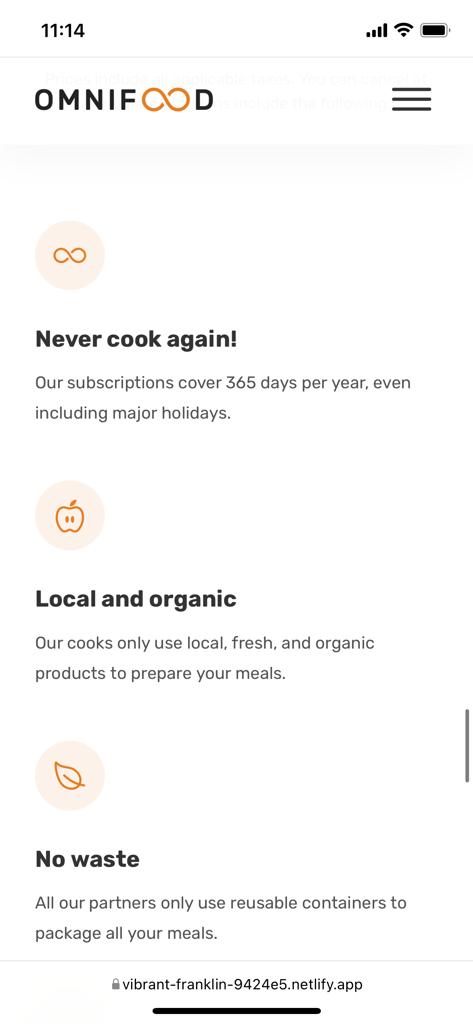 11:14
Prices include all applicable taxes. You can cancel at
ns include the following:
OMNIFOOD
Never cook again!
Our subscriptions cover 365 days per year, even
including major holidays.
Local and organic
Our cooks only use local, fresh, and organic
products to prepare your meals.
No waste
All our partners only use reusable containers to
package all your meals.
vibrant-franklin-9424e5.netlify.app